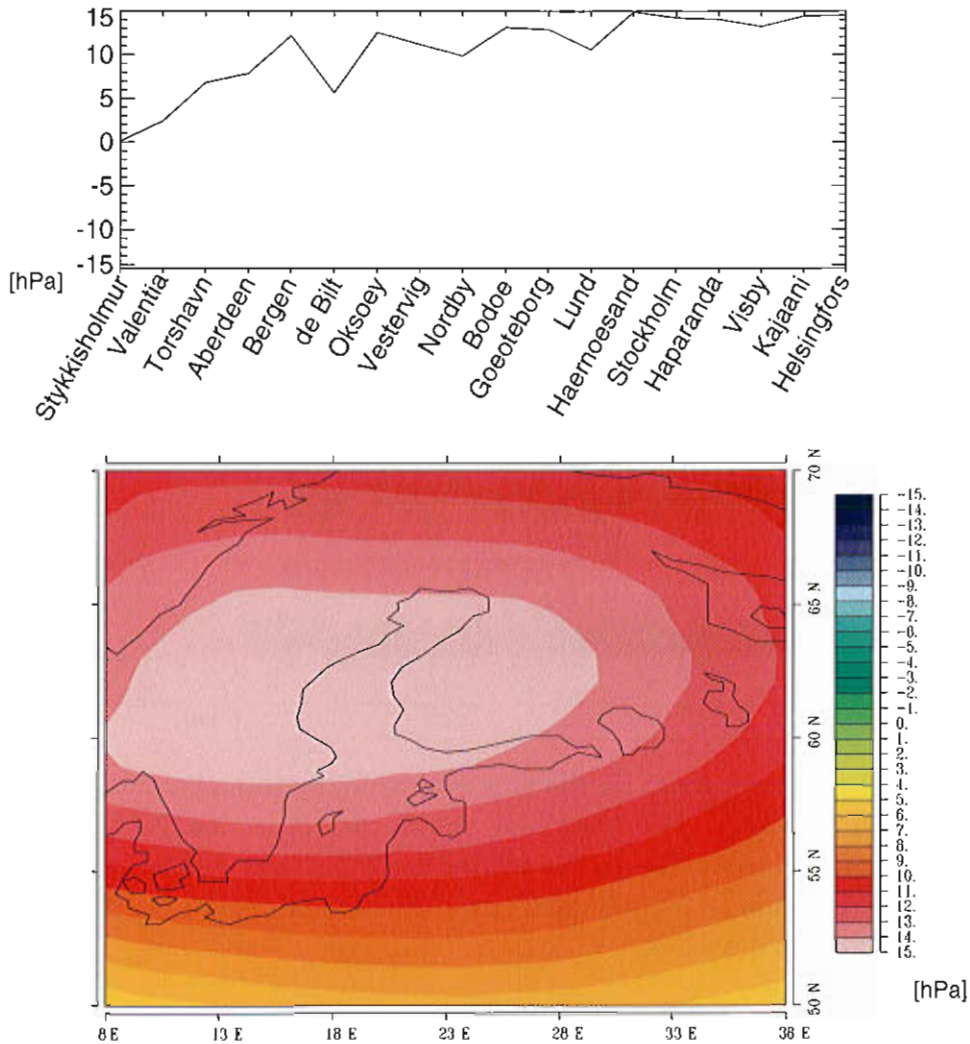 15
10
5
0
-5
-10
-15
[hPa]
Stykkisholmur
Valentia
Torshavn
Aberdeen
Bergen
de Bilt
Oksoey
Vestervig
Nordby
Bodoe
Goeoteborg
Lund
Haernoesand
Stockholm
Haparanda
Visby
Kajaani
Helsingfors
70 N
65 N
60 N
55 N
50 N
8 E
13 E
18 E
23 E
28 E
33 E
38 E
-15.
-14.
-13.
-12.
-11.
-10.
-9.
-8.
-7.
-6.
-5.
-4.
-3.
-2.
-1.
0.
1.
2.
3.
4.
5.
6.
7.
8.
9.
10.
11.
12.
13.
14.
15.
[hPa]